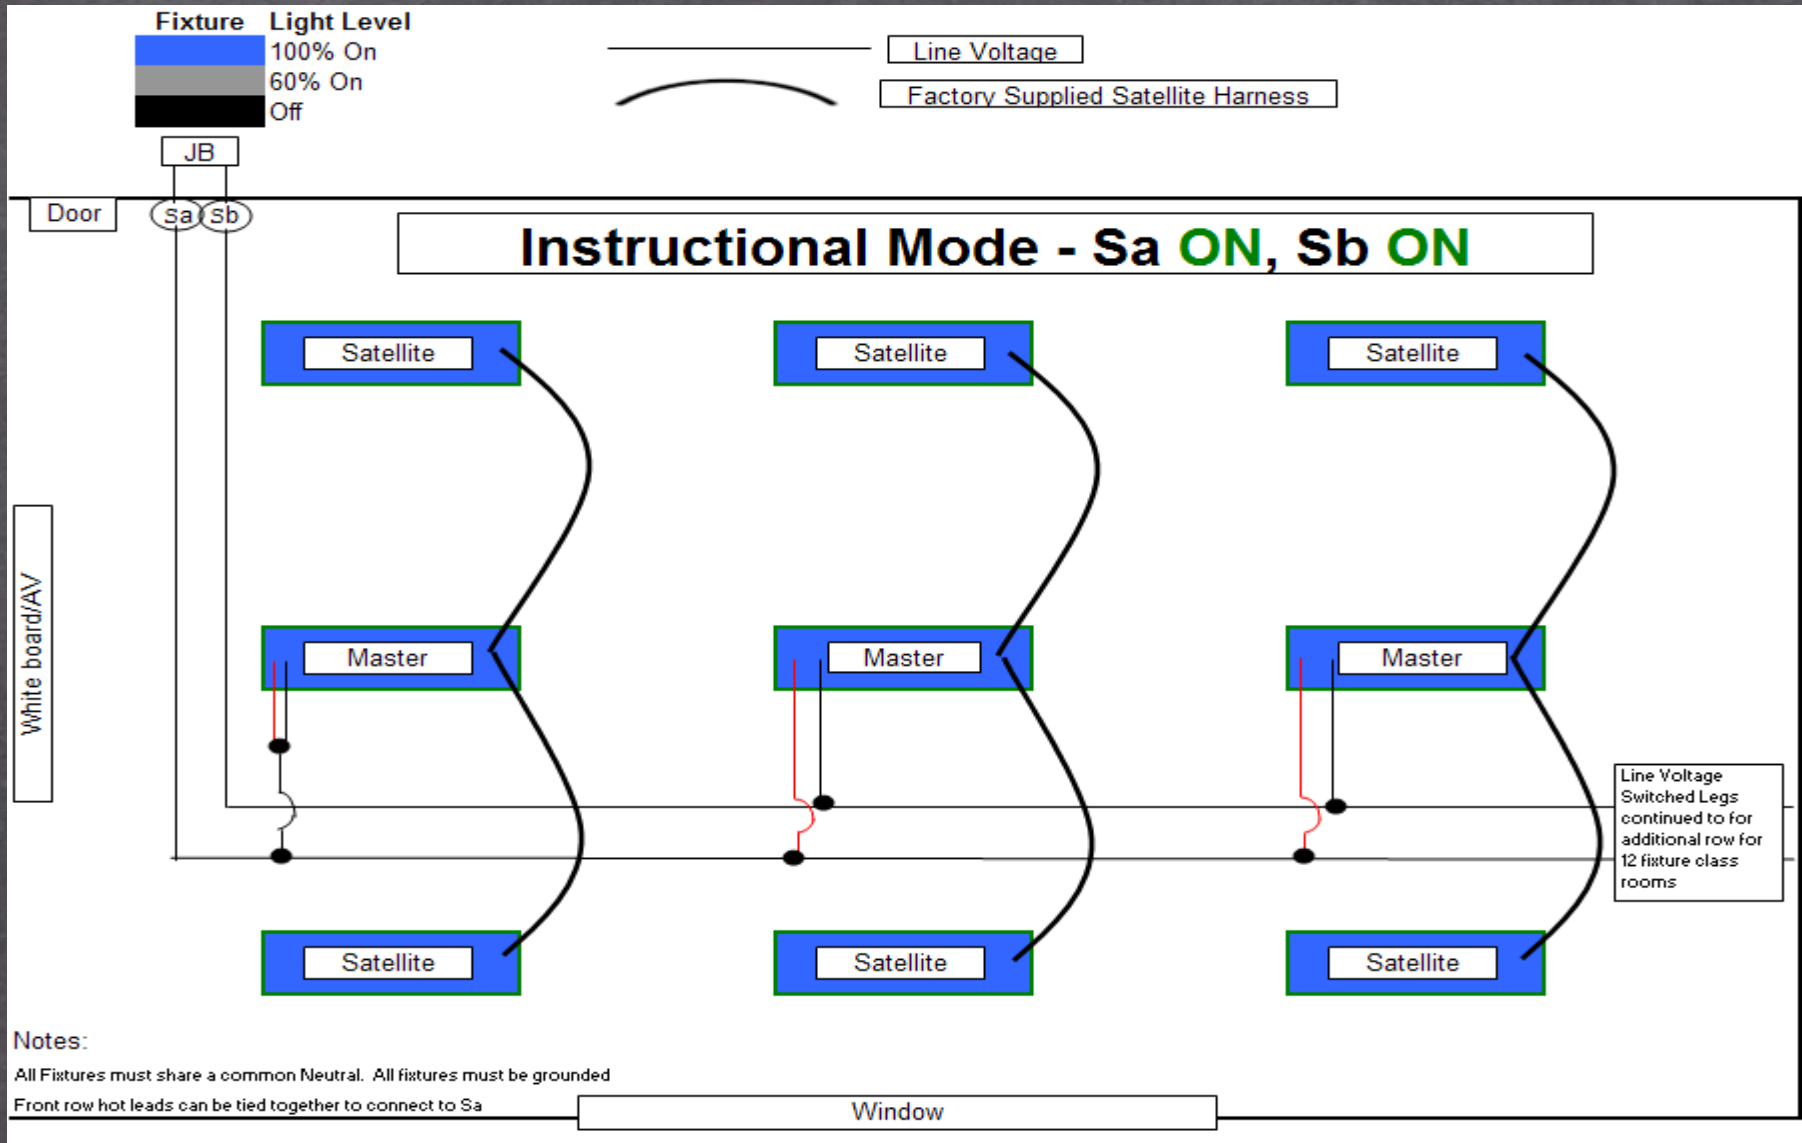 Fixture Light Level
100% On
60% On
Off
Line Voltage
Factory Supplied Satellite Harness
JB
Door
Sa Sb
Instructional Mode - Sa ON, Sb ON
Satellite Satellite Satellite
White board/AV
Master Master Master
Line Voltage
Switched Legs
continued to for
additional row for
12 fixture class
rooms
Satellite Satellite Satellite
Notes:
All Fixtures must share a common Neutral. All fixtures must be grounded
Front row hot leads can be tied together to connect to Sa
Window